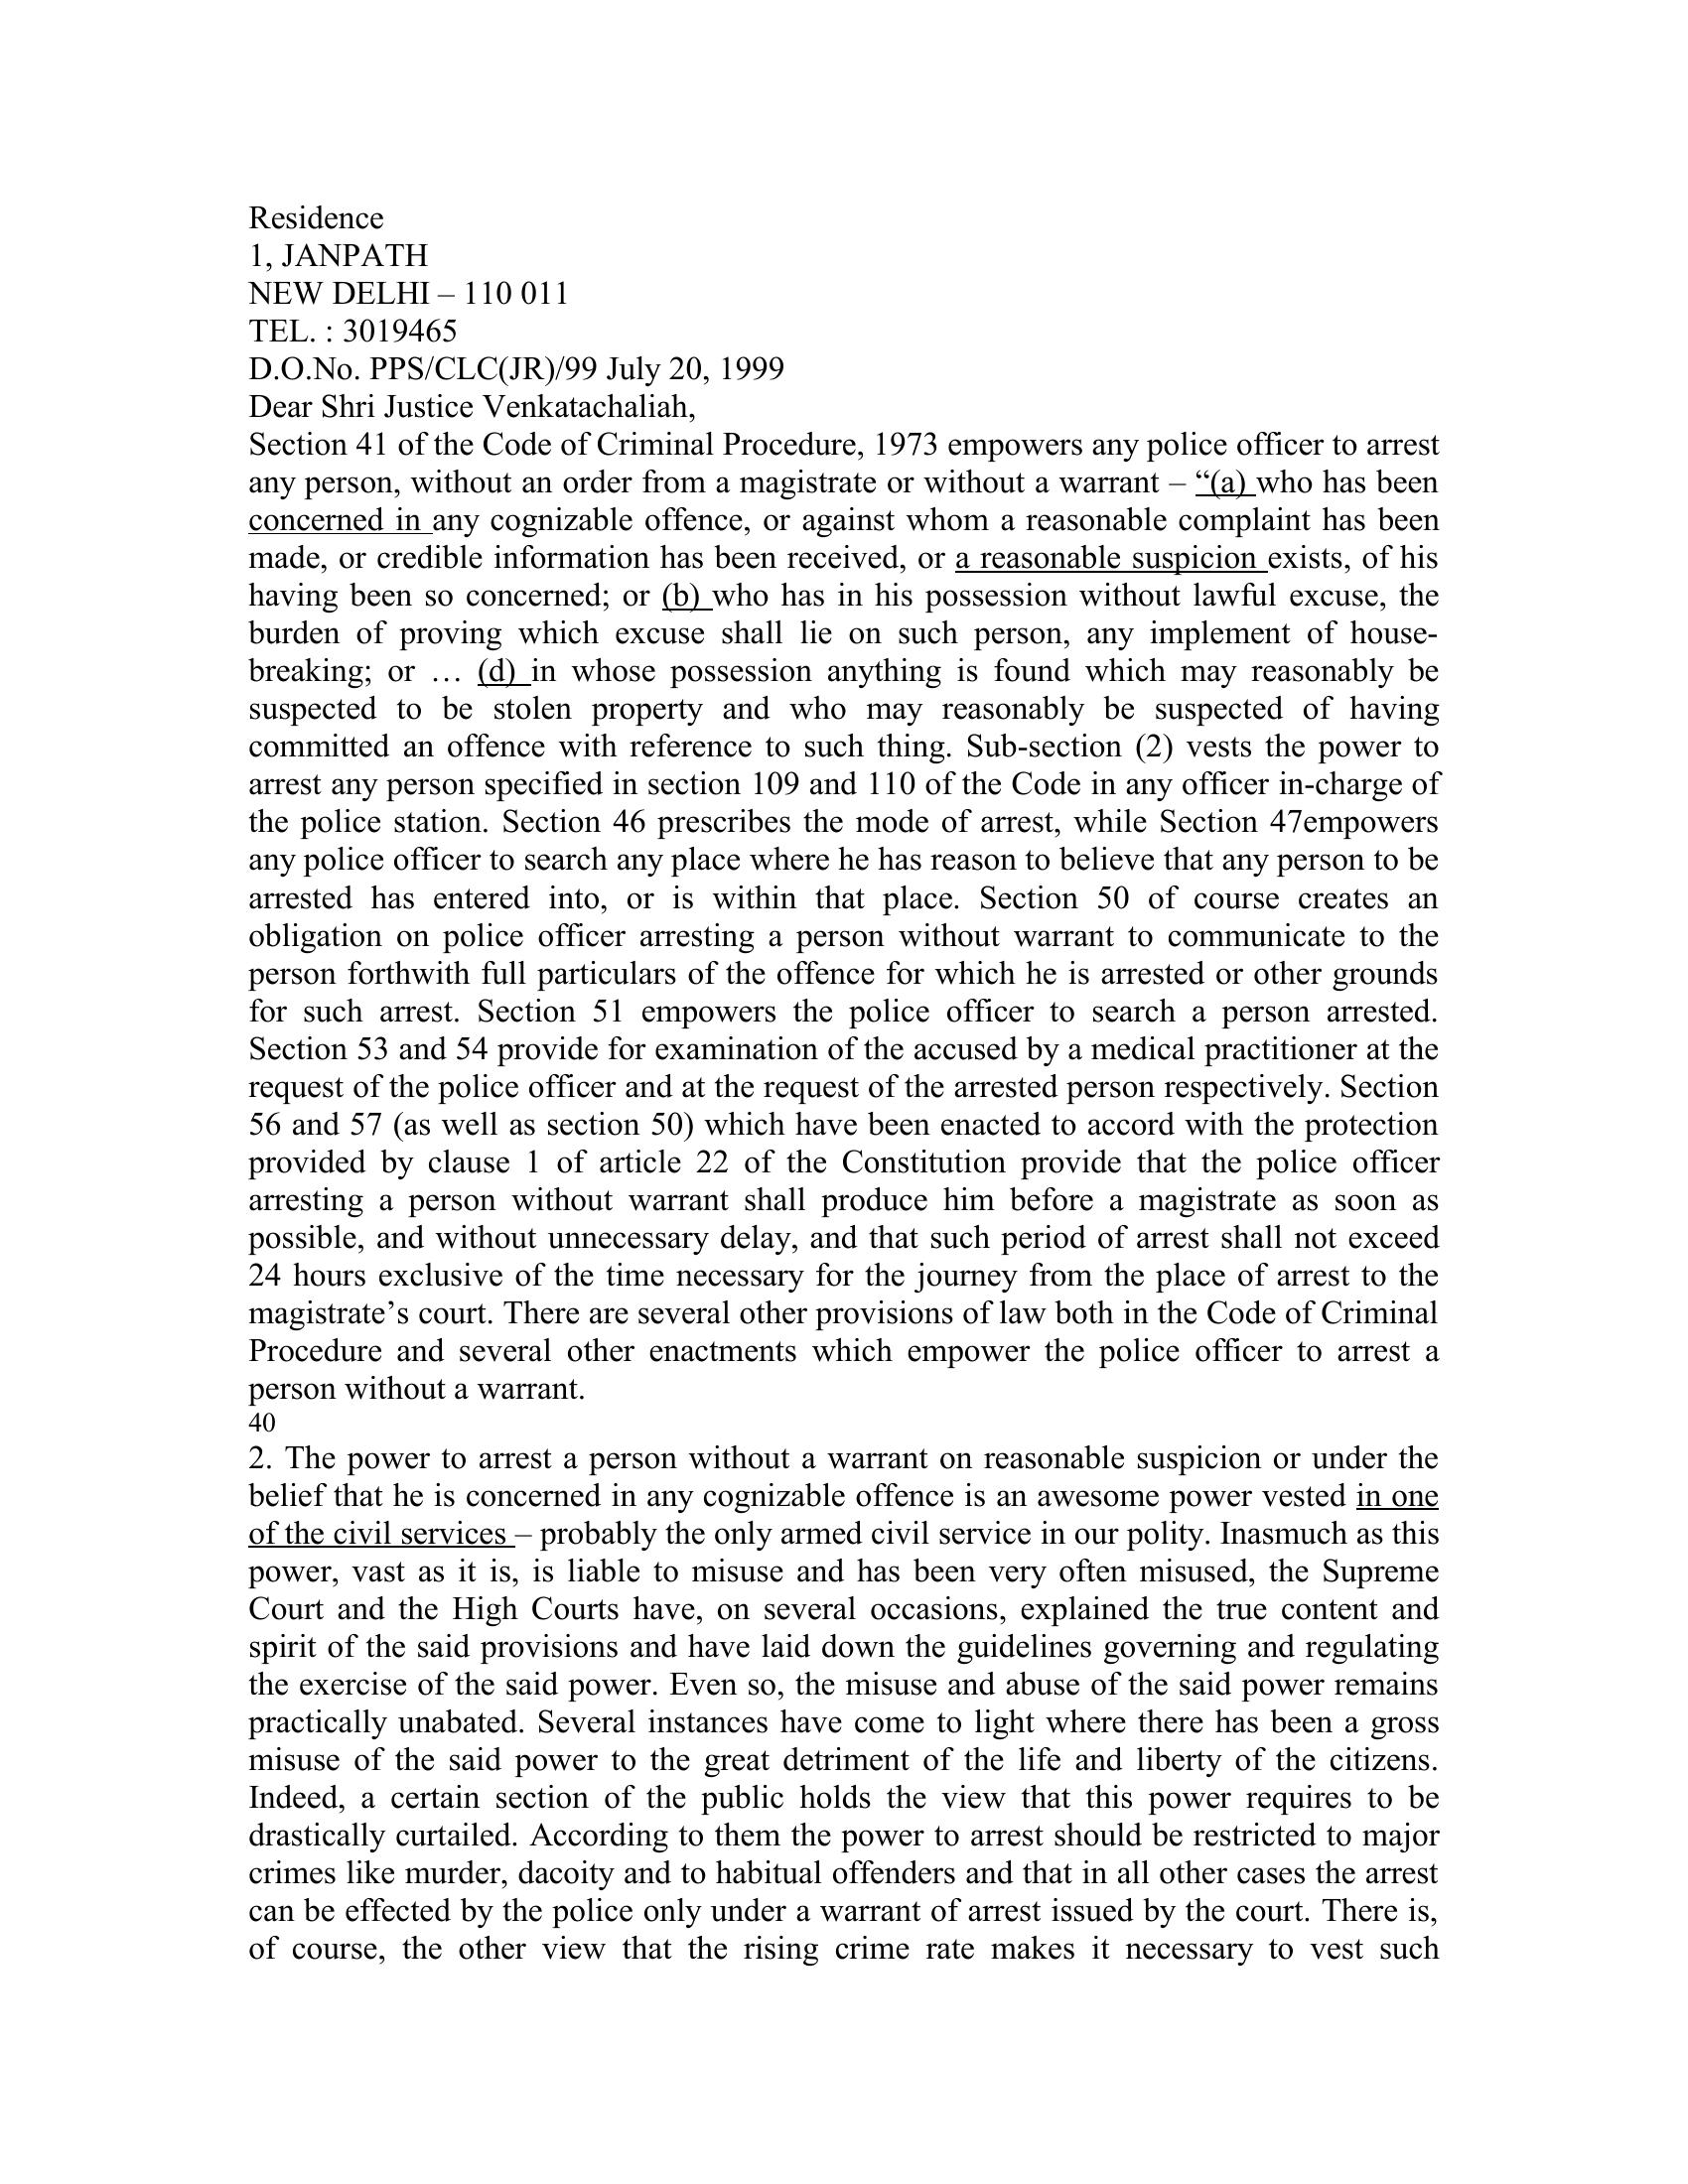 Residence
1, JANPATH
NEW DELHI – 110 011
TEL. : 3019465
D.O.No. PPS/CLC(JR)/99 July 20, 1999
Dear Shri Justice Venkatachaliah,
Section 41 of the Code of Criminal Procedure, 1973 empowers any police officer to arrest
any person, without an order from a magistrate or without a warrant – “(a) who has been
concerned in any cognizable offence, or against whom a reasonable complaint has been
made, or credible information has been received, or a reasonable suspicion exists, of his
having been so concerned; or (b) who has in his possession without lawful excuse, the
burden of proving which excuse shall lie on such person, any implement of house-
breaking; or … (d) in whose possession anything is found which may reasonably be
suspected to be stolen property and who may reasonably be suspected of having
committed an offence with reference to such thing. Sub-section (2) vests the power to
arrest any person specified in section 109 and 110 of the Code in any officer in-charge of
the police station. Section 46 prescribes the mode of arrest, while Section 47empowers
any police officer to search any place where he has reason to believe that any person to be
arrested has entered into, or is within that place. Section 50 of course creates an
obligation on police officer arresting a person without warrant to communicate to the
person forthwith full particulars of the offence for which he is arrested or other grounds
for such arrest. Section 51 empowers the police officer to search a person arrested.
Section 53 and 54 provide for examination of the accused by a medical practitioner at the
request of the police officer and at the request of the arrested person respectively. Section
56 and 57 (as well as section 50) which have been enacted to accord with the protection
provided by clause 1 of article 22 of the Constitution provide that the police officer
arresting a person without warrant shall produce him before a magistrate as soon as
possible, and without unnecessary delay, and that such period of arrest shall not exceed
24 hours exclusive of the time necessary for the journey from the place of arrest to the
magistrate’s court. There are several other provisions of law both in the Code of Criminal
Procedure and several other enactments which empower the police officer to arrest a
person without a warrant.
40
2. The power to arrest a person without a warrant on reasonable suspicion or under the
belief that he is concerned in any cognizable offence is an awesome power vested in one
of the civil services – probably the only armed civil service in our polity. Inasmuch as this
power, vast as it is, is liable to misuse and has been very often misused, the Supreme
Court and the High Courts have, on several occasions, explained the true content and
spirit of the said provisions and have laid down the guidelines governing and regulating
the exercise of the said power. Even so, the misuse and abuse of the said power remains
practically unabated. Several instances have come to light where there has been a gross
misuse of the said power to the great detriment of the life and liberty of the citizens.
Indeed, a certain section of the public holds the view that this power requires to be
drastically curtailed. According to them the power to arrest should be restricted to major
crimes like murder, dacoity and to habitual offenders and that in all other cases the arrest
can be effected by the police only under a warrant of arrest issued by the court. There is,
of course, the other view that the rising crime rate makes it necessary to vest such